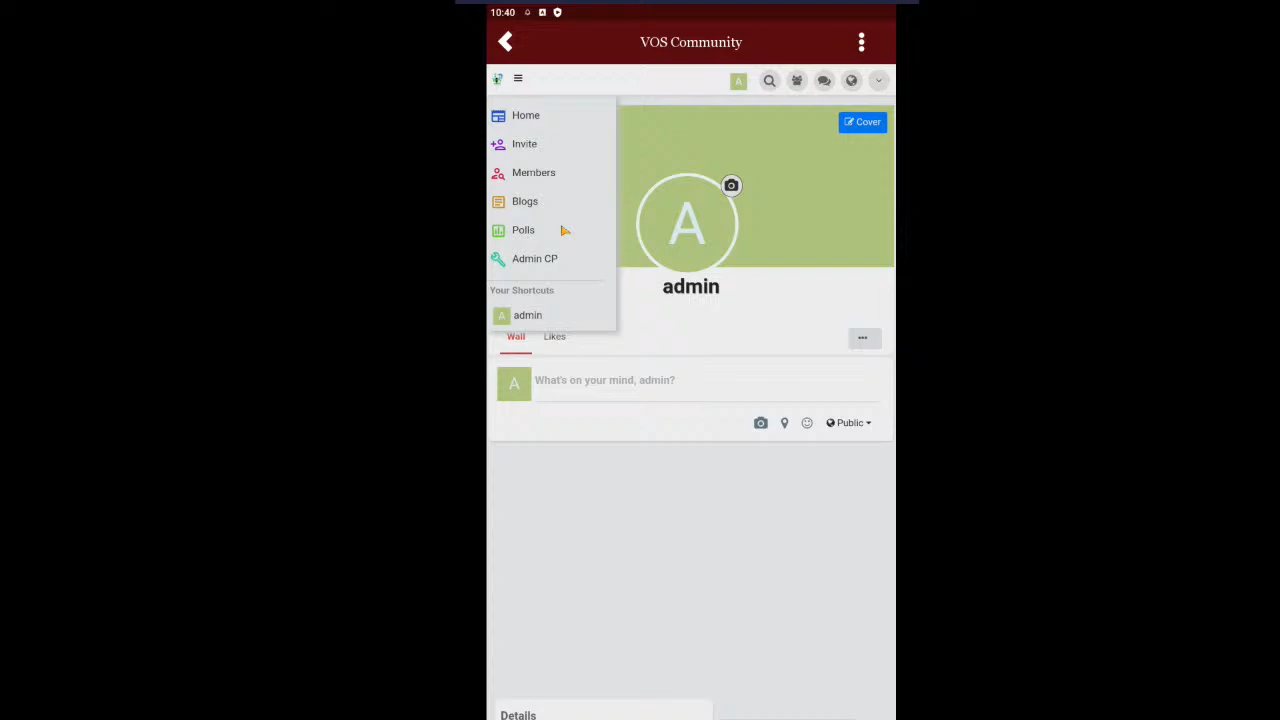 10:40
VOS Community
A
Home
Cover
Invite
Members
Blogs
A
Polls
Admin CP
admin
Your Shortcuts
A admin
Wall Likes
A What's on your mind, admin?
Public
Details